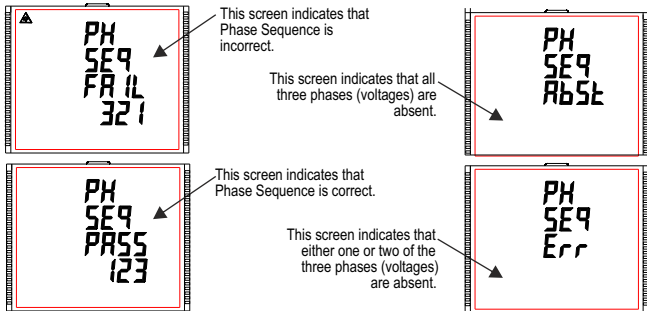 PH
SEq
FAIL
321
This screen indicates that
Phase Sequence is
incorrect.
PH
SEq
PASS
123
This screen indicates that
Phase Sequence is correct.
PH
SEq
AbSt
This screen indicates that all
three phases (voltages) are
absent.
PH
SEq
Err
This screen indicates that
either one or two of the
three phases (voltages)
are absent.